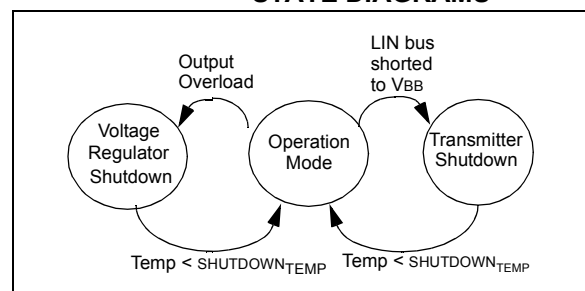 STATE DIAGRAMS
Output
Overload
LIN bus
shorted
to VBB
Voltage
Regulator
Shutdown
Operation
Mode
Transmitter
Shutdown
Temp < SHUTDOWNTEMP
Temp < SHUTDOWNTEMP